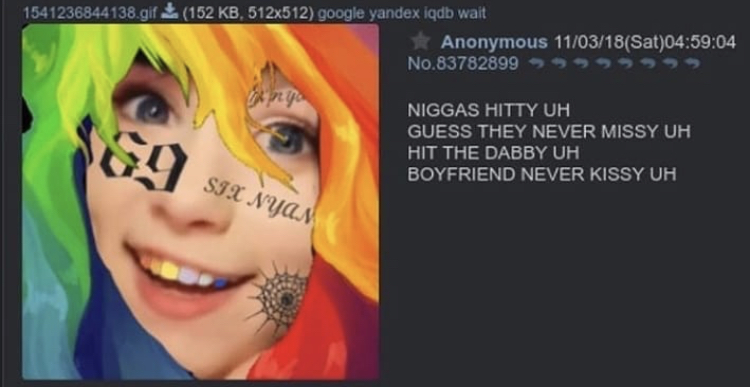 1541236844138.gif (152 KB, 512x512) google yandex iqdb wait
Anonymous 11/03/18(Sat)04:59:04
No.83782899
NIGGAS HITTY UH
GUESS THEY NEVER MISSY UH
HIT THE DABBY UH
BOYFRIEND NEVER KISSY UH
69
SIX NYAN